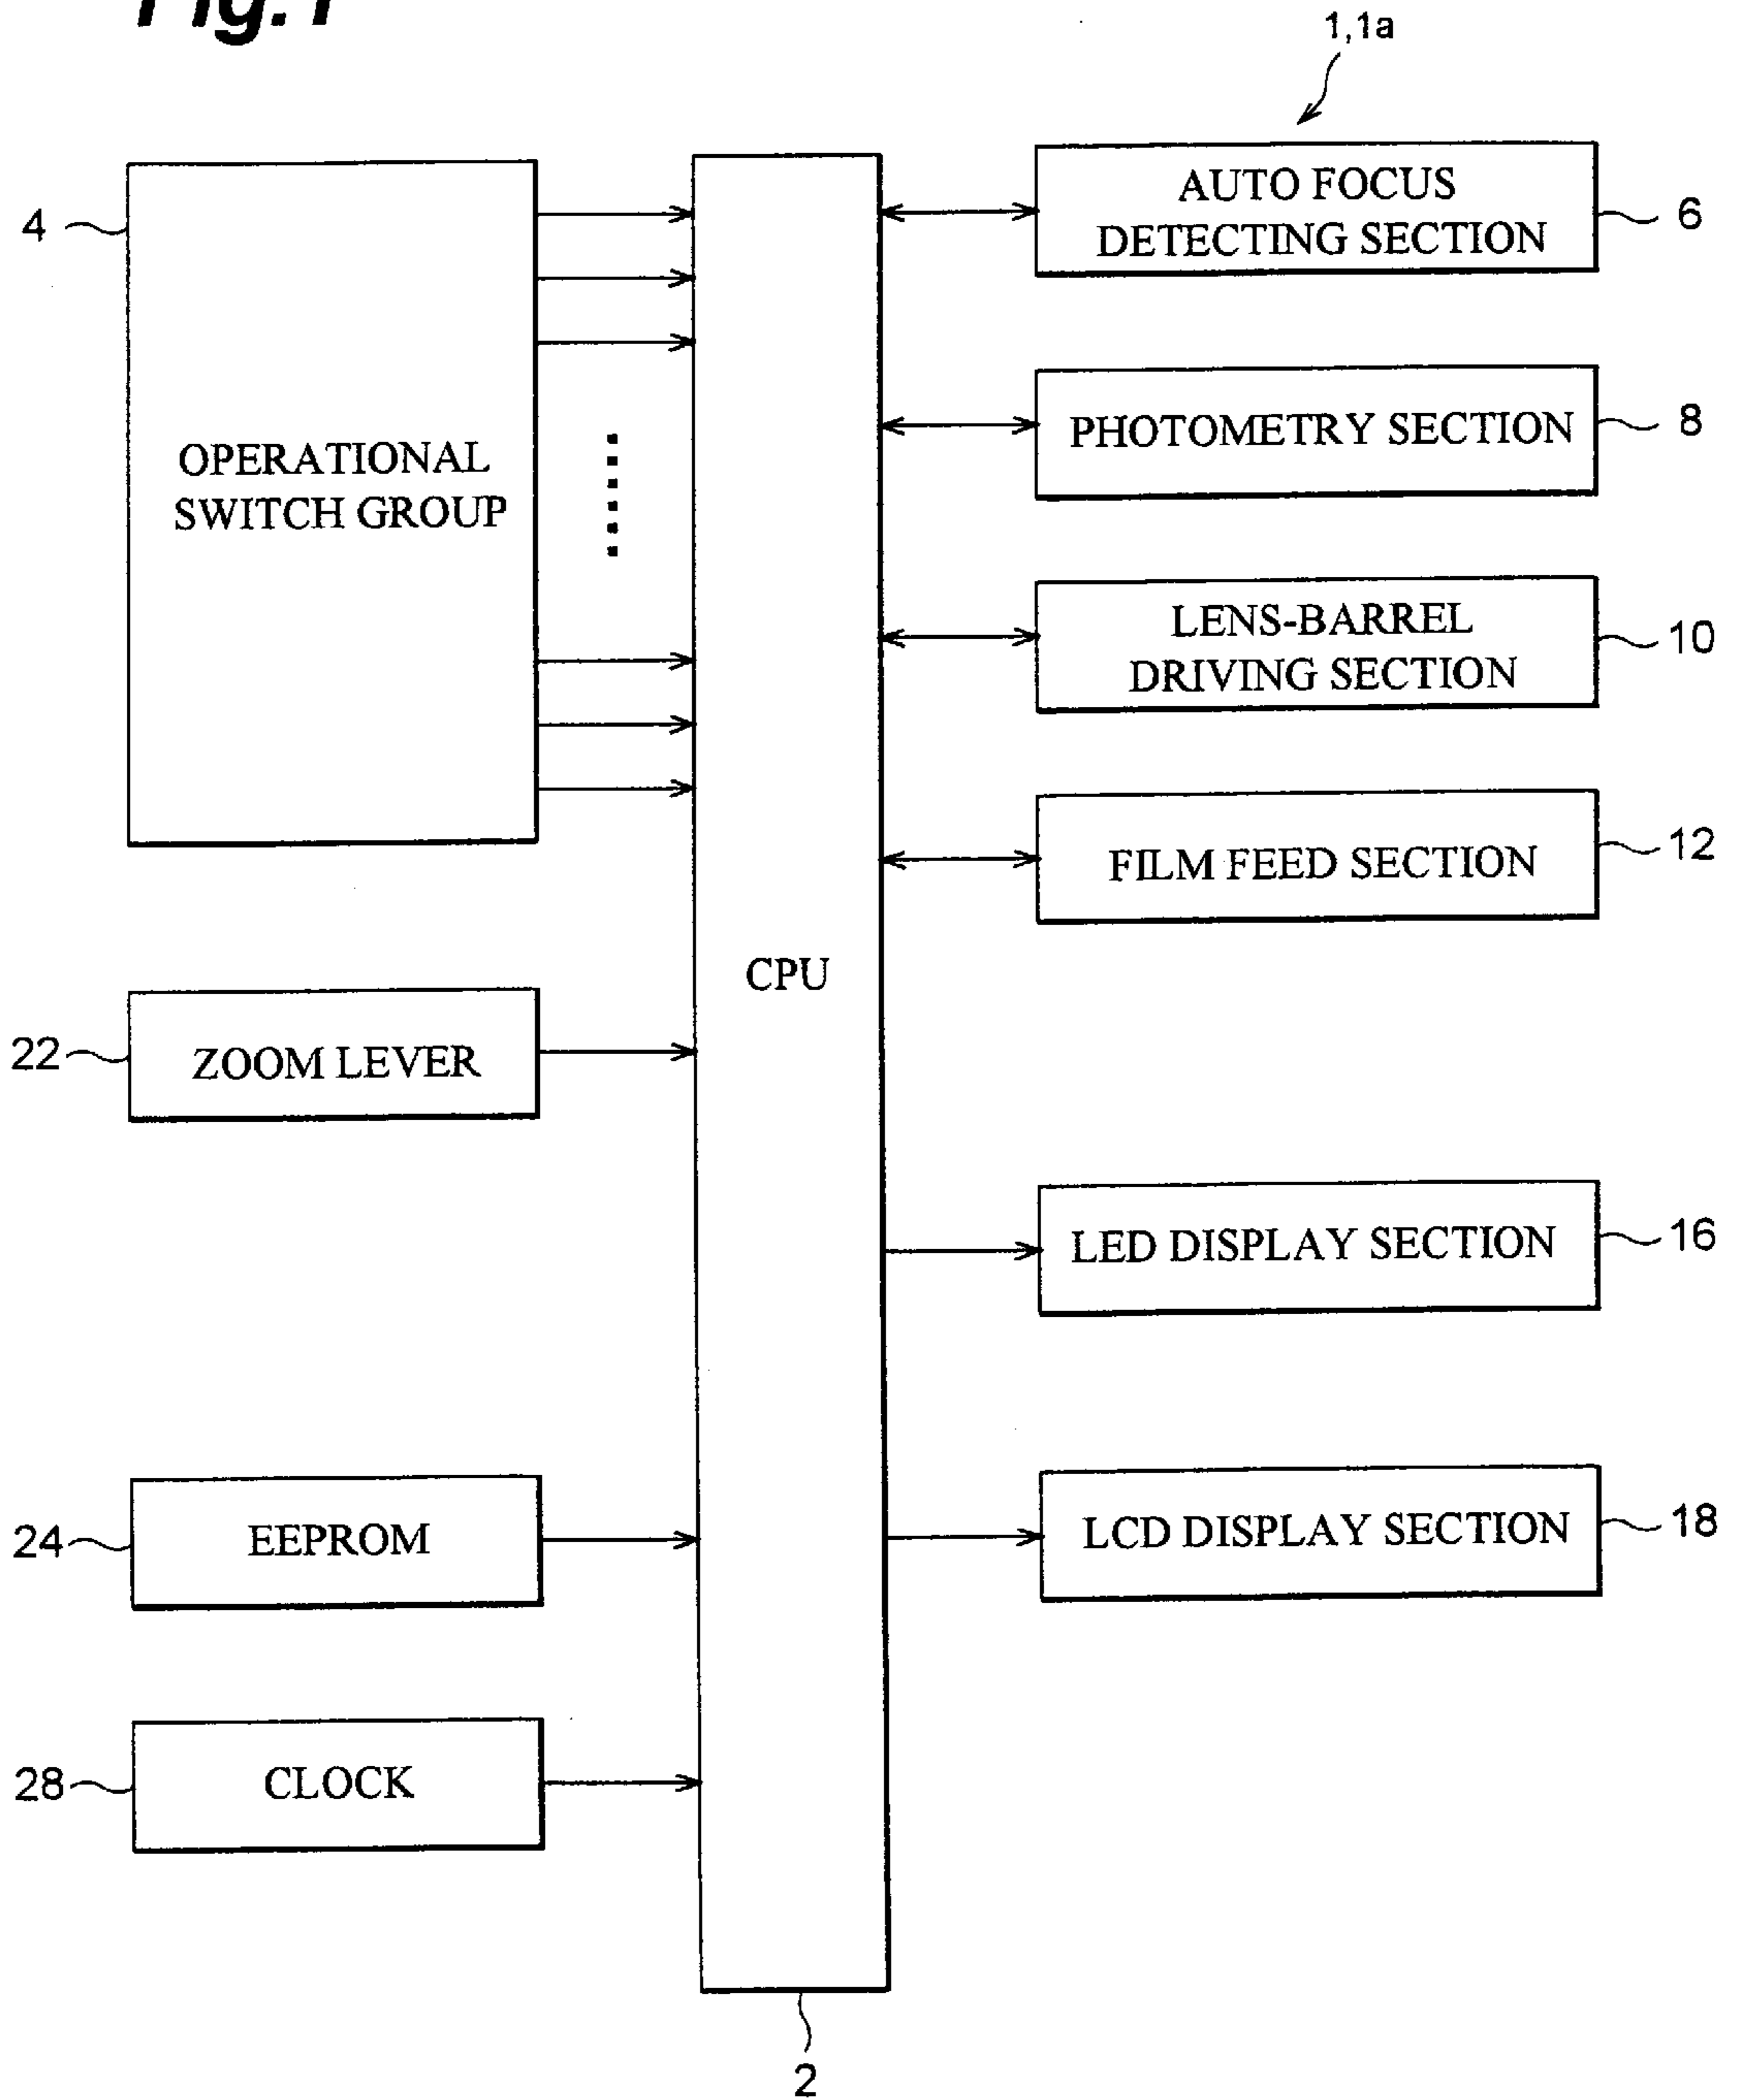 Fig.1
1,1a
4
OPERATIONAL
SWITCH GROUP
22
ZOOM LEVER
24
EEPROM
28
CLOCK
CPU
2
AUTO FOCUS
DETECTING SECTION
6
PHOTOMETRY SECTION
8
LENS-BARREL
DRIVING SECTION
10
FILM FEED SECTION
12
LED DISPLAY SECTION
16
LCD DISPLAY SECTION
18